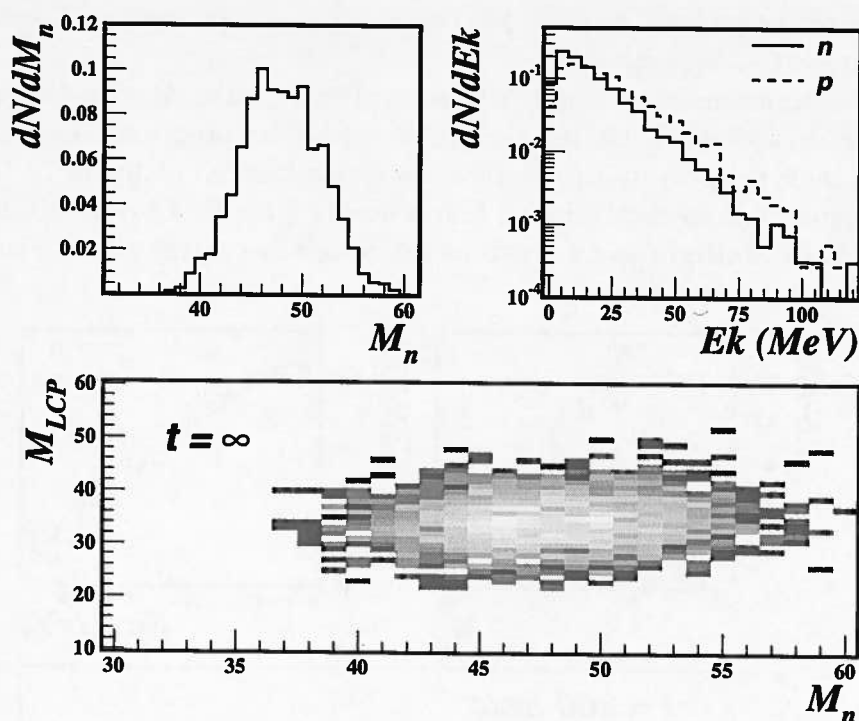 dN/dM_n
0.12
0.1
0.08
0.06
0.04
0.02
40 50 60
M_n
dN/dEk
10^-1
10^-2
10^-3
10^-4
n
p
0 25 50 75 100
Ek (MeV)
M_LCP
60
50
40
30
20
10
t = ∞
30 35 40 45 50 55 60
M_n